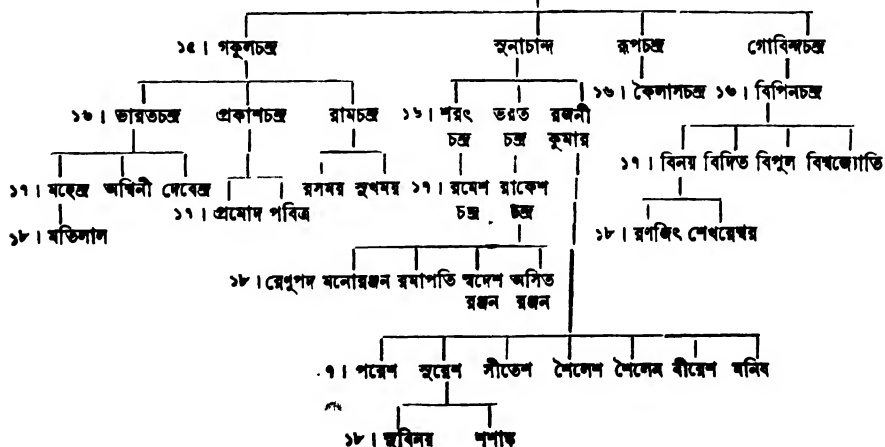 ১৫। গকুলচন্দ্র সুনাচান্দ রূপচন্দ্র গোবিন্দচন্দ্র
১৬। কৈলাসচন্দ্র ১৬। বিপিনচন্দ্র
১৬। ভারতচন্দ্র প্রকাশচন্দ্র রামচন্দ্র ১৬। শরৎ ভরত রজনী
চন্দ্র চন্দ্র কুমার
১৭। বিনয় বিদিত বিপুল বিশ্বজ্যোতি
১৭। মহেন্দ্র অশ্বিনী দেবেন্দ্র রসময় সুখময় ১৭। রমেশ রাকেশ
১৭। প্রমোদ পবিত্র চন্দ্র চন্দ্র
১৮। মতিলাল ১৮। রণজিৎ শেখরেশ্বর
১৮। রেণুপদ মনোরঞ্জন রমাপতি স্বদেশ অসিত
রঞ্জন রঞ্জন
৭। পরেশ সুরেশ সীতেশ শৈলেশ শৈলেন বীরেশ মনিষ
১৮। সুবিনয় শশাঙ্ক